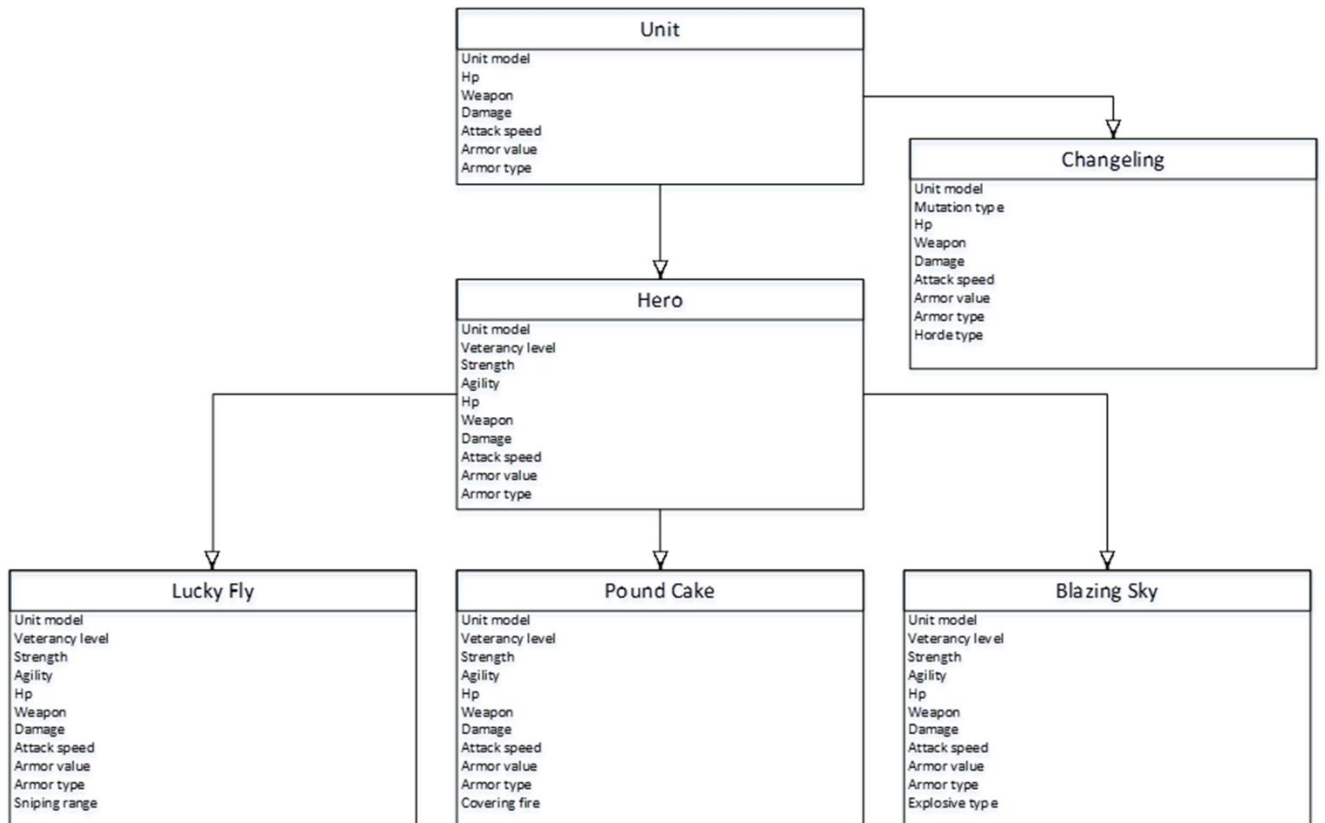 Unit
Unit model
Hp
Weapon
Damage
Attack speed
Armor value
Armor type
Changeling
Unit model
Mutation type
Hp
Weapon
Damage
Attack speed
Armor value
Armor type
Horde type
Hero
Unit model
Veterancy level
Strength
Agility
Hp
Weapon
Damage
Attack speed
Armor value
Armor type
Lucky Fly
Unit model
Veterancy level
Strength
Agility
Hp
Weapon
Damage
Attack speed
Armor value
Armor type
Sniping range
Pound Cake
Unit model
Veterancy level
Strength
Agility
Hp
Weapon
Damage
Attack speed
Armor value
Armor type
Covering fire
Blazing Sky
Unit model
Veterancy level
Strength
Agility
Hp
Weapon
Damage
Attack speed
Armor value
Armor type
Explosive type